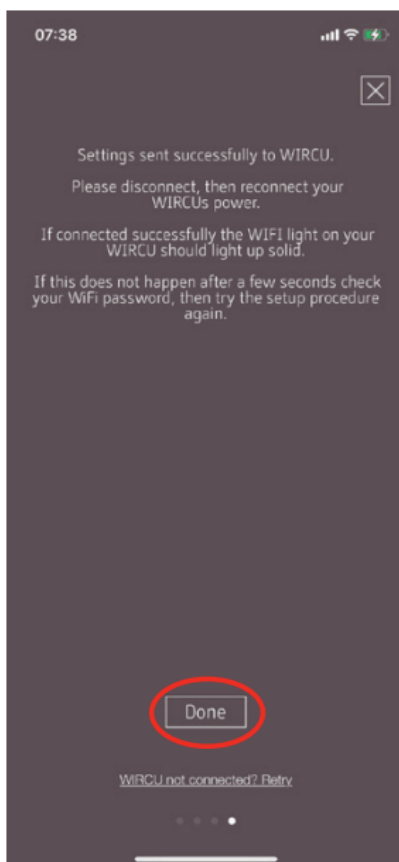 07:38
Settings sent successfully to WIRCU.
Please disconnect, then reconnect your
WIRCUs power.
If connected successfully the WIFI light on your
WIRCU should light up solid.
If this does not happen after a few seconds check
your WiFi password, then try the setup procedure
again.
Done
WIRCU not connected? Retry